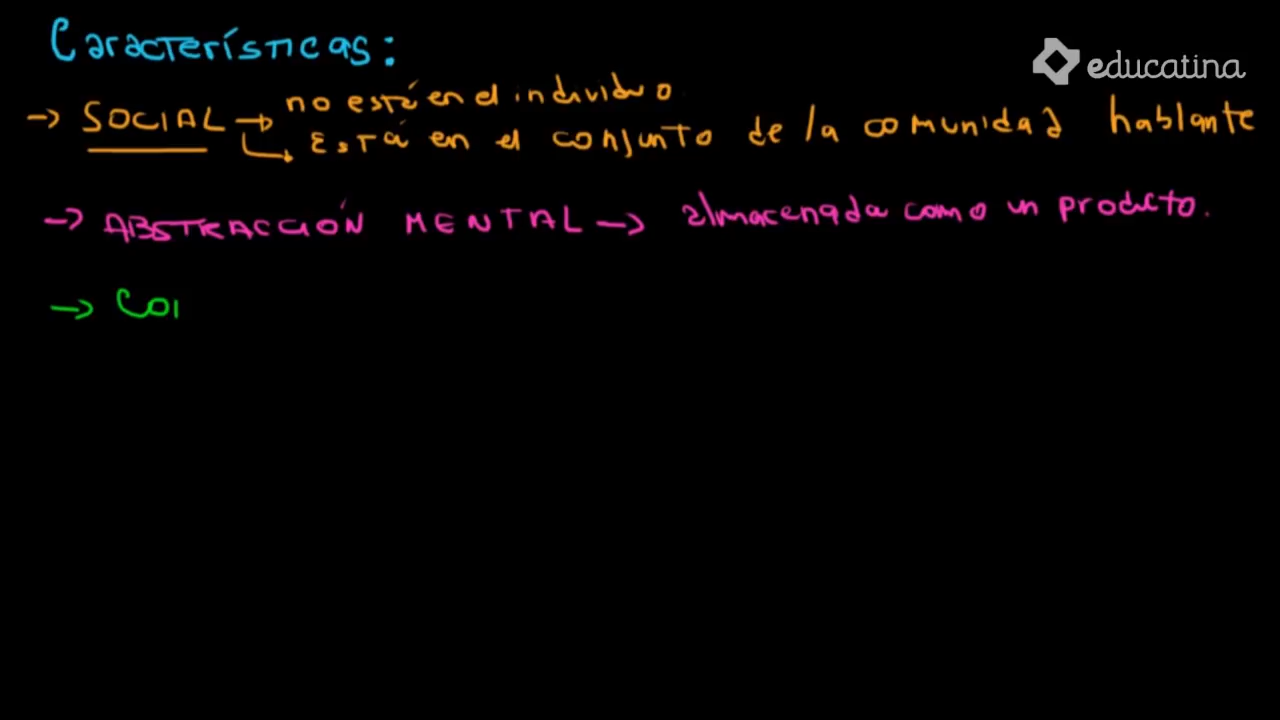 Características:
educatina
→ SOCIAL → no está en el individuo
Está en el conjunto de la comunidad hablante
→ ABSTRACCIÓN MENTAL → almacenada como un producto.
→